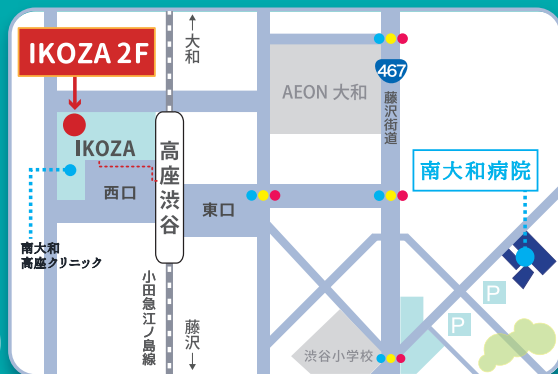 IKOZA 2F
↑
大和
467
AEON 大和
藤沢街道
IKOZA
高座渋谷
南大和病院
西口
東口
南大和
高座クリニック
小田急江ノ島線
藤沢
↓
P
P
渋谷小学校